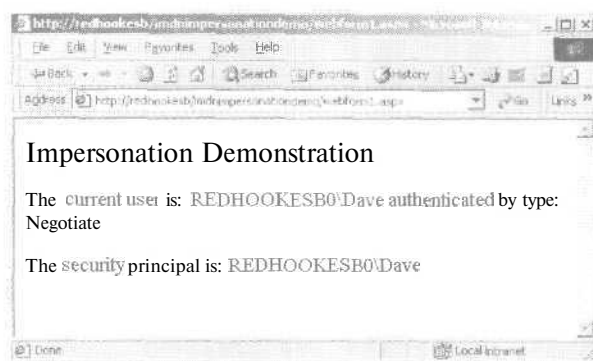 http://redhookesb/imdnimpersonationdemo/webform1.aspx
File Edit View Favorites Tools Help
Back Search Favorites History
Address http://redhookesb/imdnimpersonationdemo/webform1.aspx Go Links »
Impersonation Demonstration
The current user is: REDHOOKESB0\Dave authenticated by type:
Negotiate
The security principal is: REDHOOKESB0\Dave
Done Local intranet